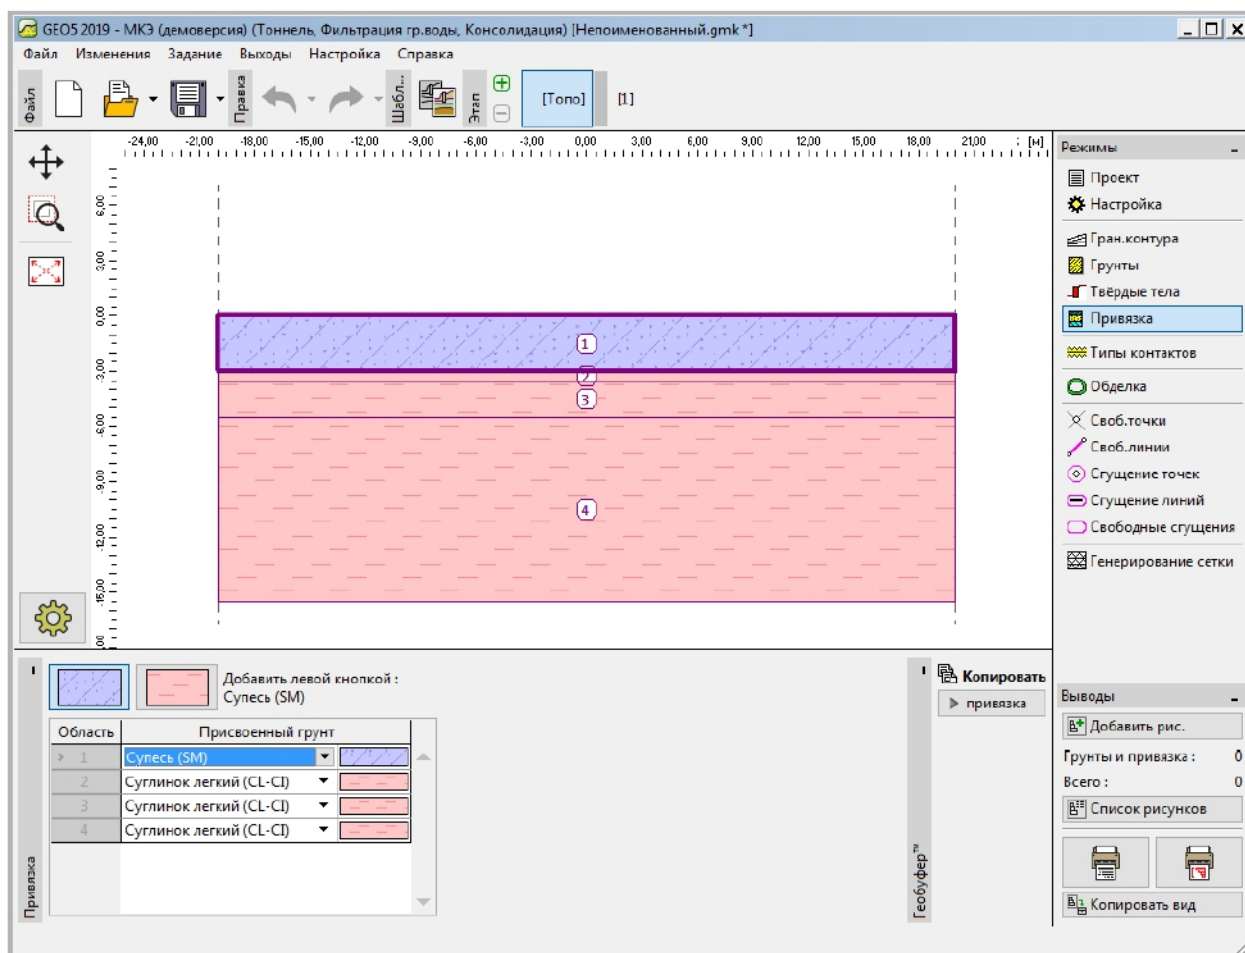 GEO5 2019 - МКЭ (демоверсия) (Тоннель, Фильтрация гр.воды, Консолидация) [Непоименованный.gmk *]
Файл Изменения Задание Выходы Настройка Справка
Файл
Правка
Шабл...
Этап
[Топо] [1]
-24,00 -21,00 -18,00 -15,00 -12,00 -9,00 -6,00 -3,00 0,00 3,00 6,00 9,00 12,00 15,00 18,00 21,00 [м]
6,00
3,00
0,00
-3,00
-6,00
-9,00
-12,00
-15,00
1
2
3
4
Режимы
Проект
Настройка
Гран.контура
Грунты
Твёрдые тела
Привязка
Типы контактов
Обделка
Своб.точки
Своб.линии
Сгущение точек
Сгущение линий
Свободные сгущения
Генерирование сетки
Привязка
Добавить левой кнопкой :
Супесь (SM)
Область Присвоенный грунт
1 Супесь (SM)
2 Суглинок легкий (CL-CI)
3 Суглинок легкий (CL-CI)
4 Суглинок легкий (CL-CI)
Геобуфер™
Копировать
привязка
Выводы
Добавить рис.
Грунты и привязка : 0
Всего : 0
Список рисунков
Копировать вид